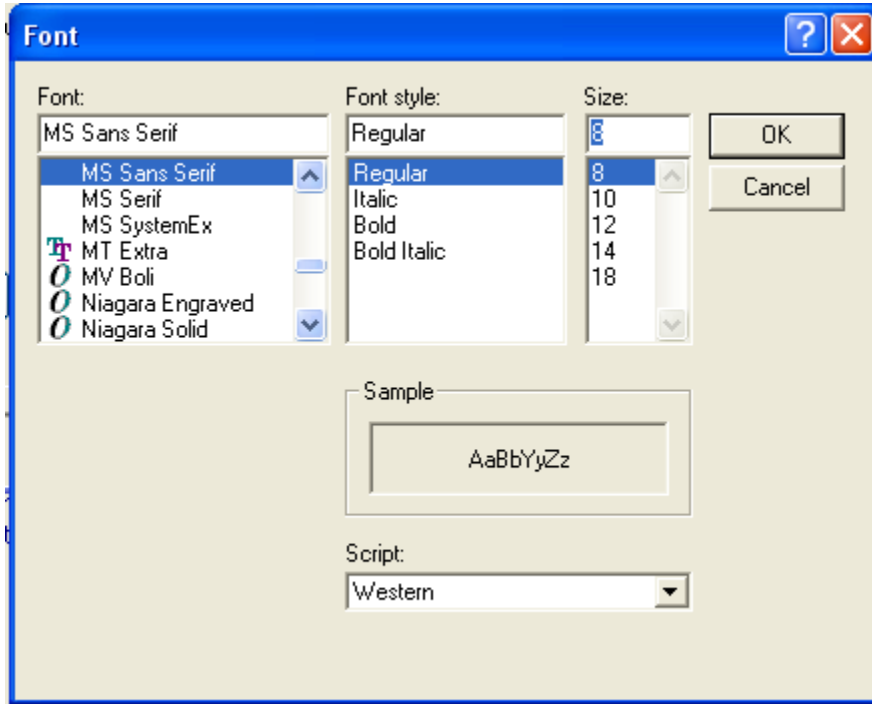 Font
Font: Font style: Size:
MS Sans Serif Regular 8 OK
MS Sans Serif Regular 8 Cancel
MS Serif Italic 10
MS SystemEx Bold 12
MT Extra Bold Italic 14
MV Boli 18
Niagara Engraved
Niagara Solid
Sample
AaBbYyZz
Script:
Western